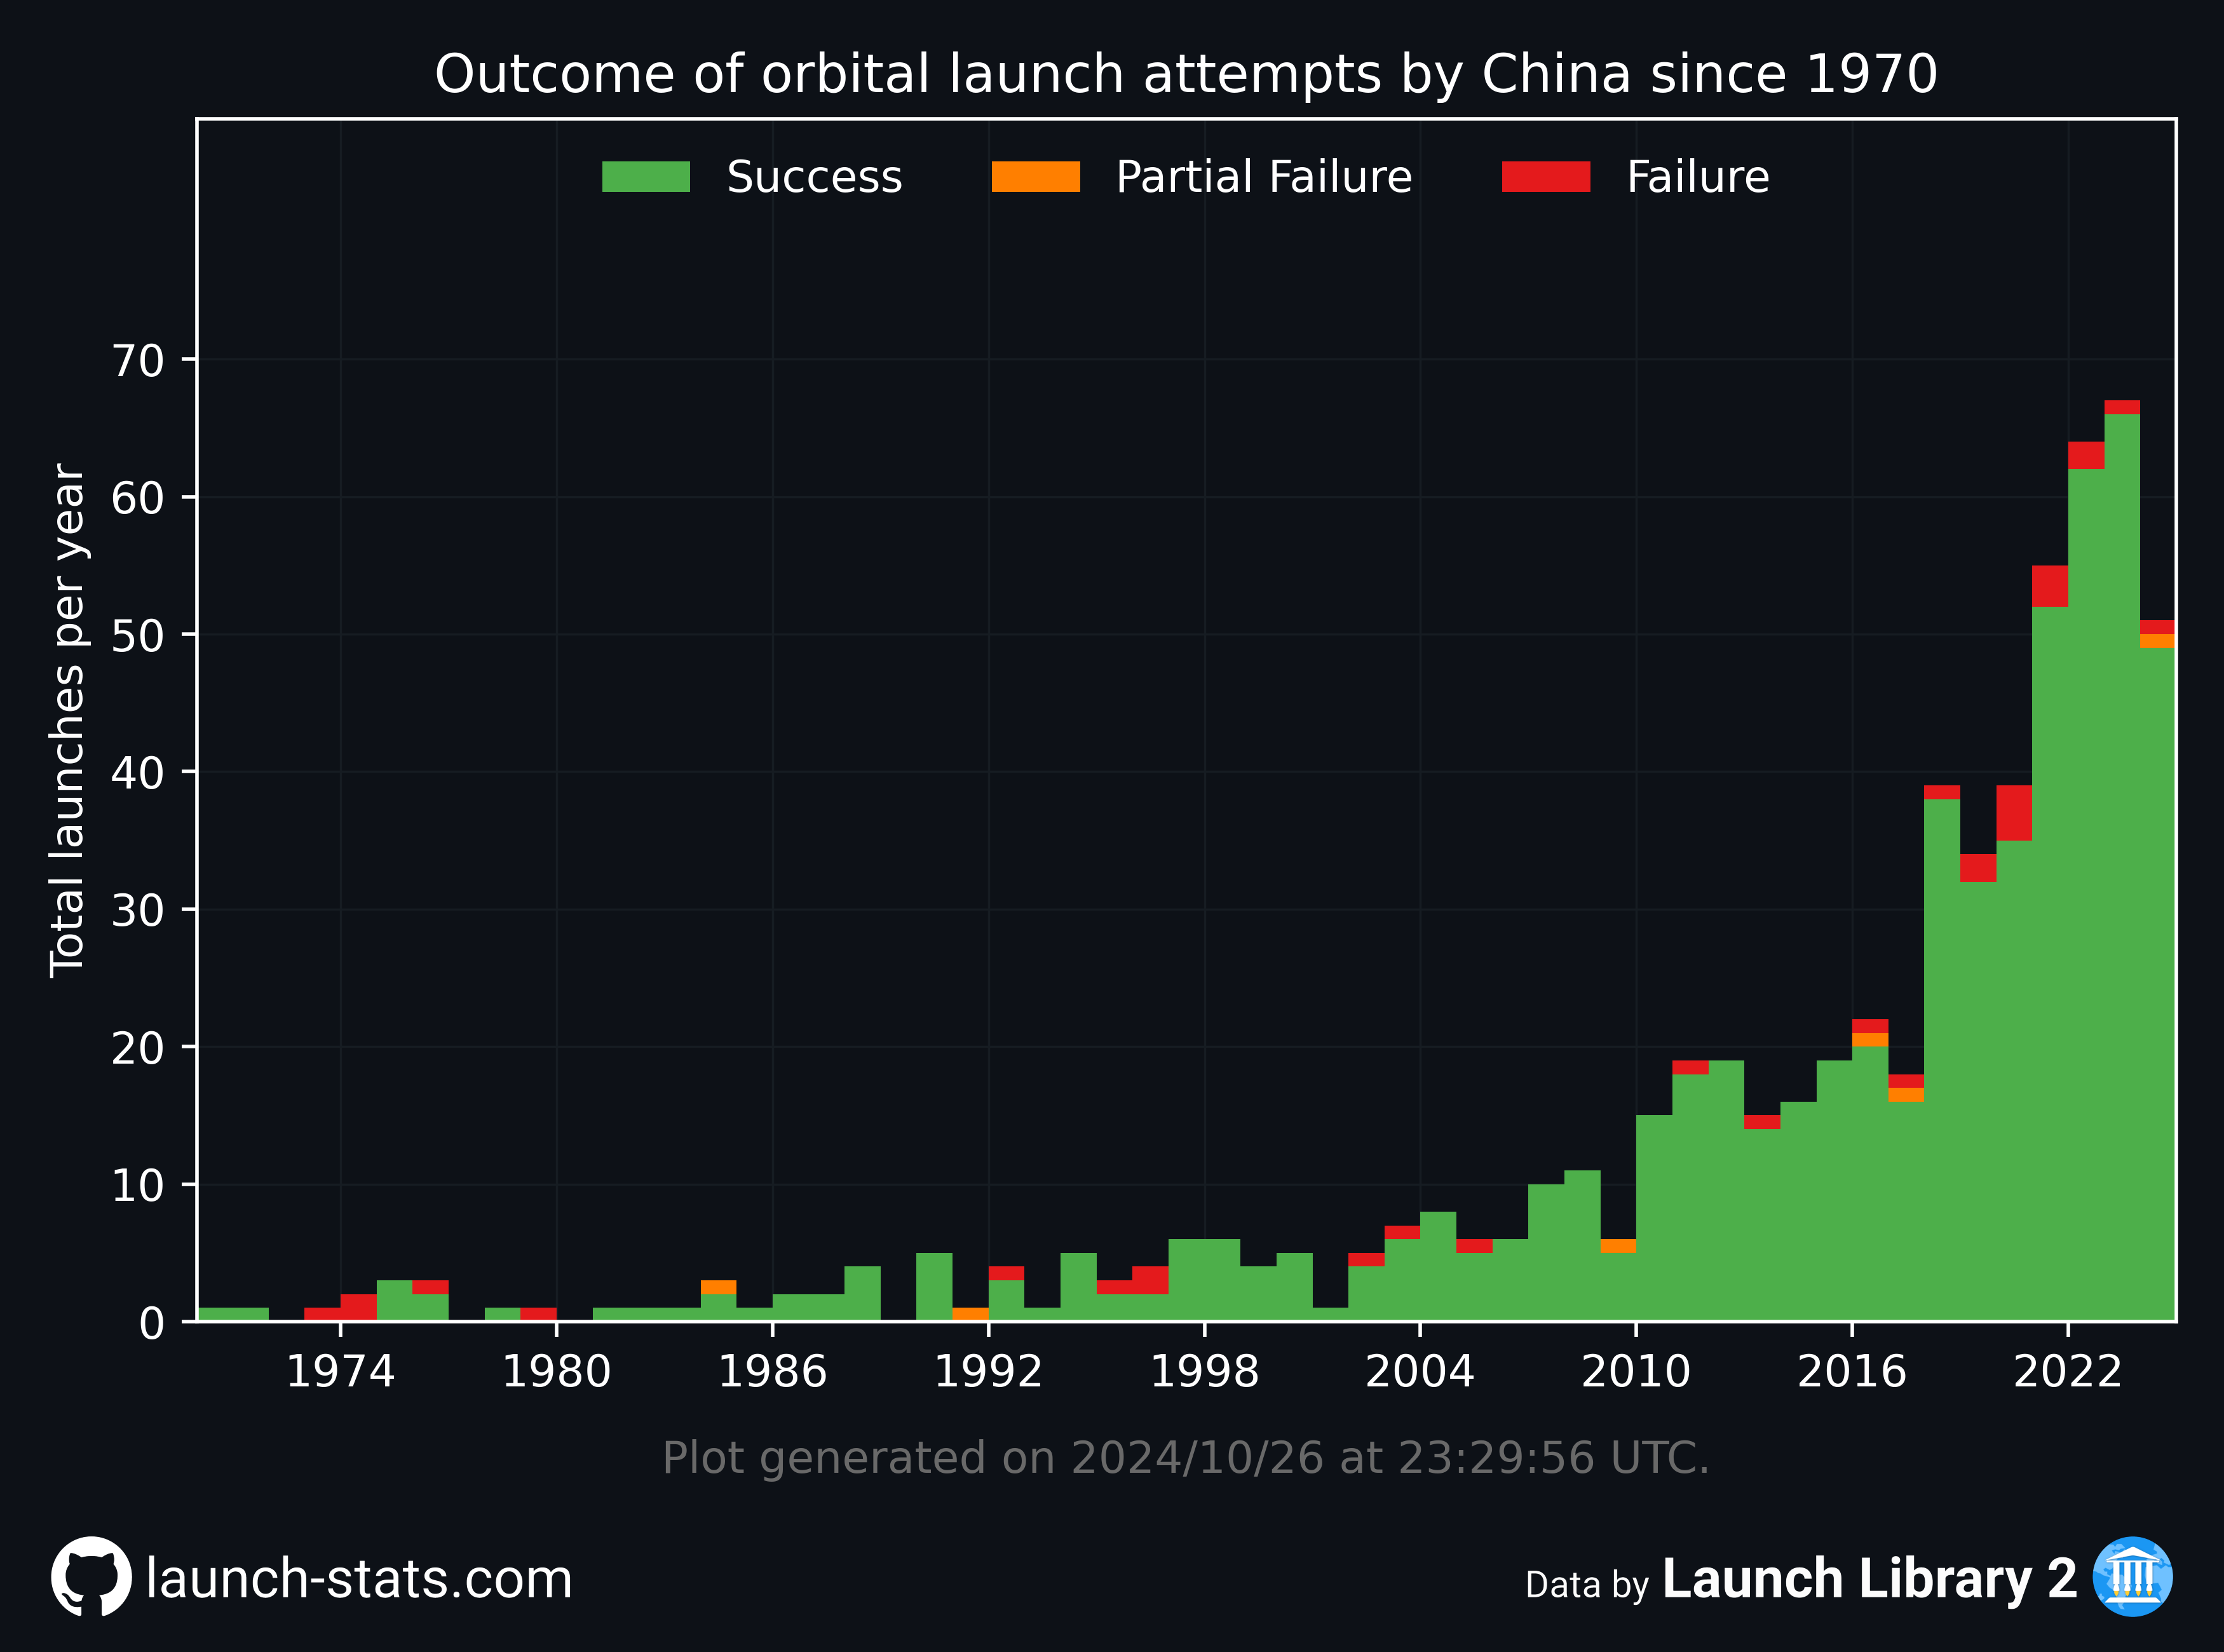 Outcome of orbital launch attempts by China since 1970
Success Partial Failure Failure
Total launches per year
70
60
50
40
30
20
10
0
1974 1980 1986 1992 1998 2004 2010 2016 2022
Plot generated on 2024/10/26 at 23:29:56 UTC.
launch-stats.com
Data by Launch Library 2